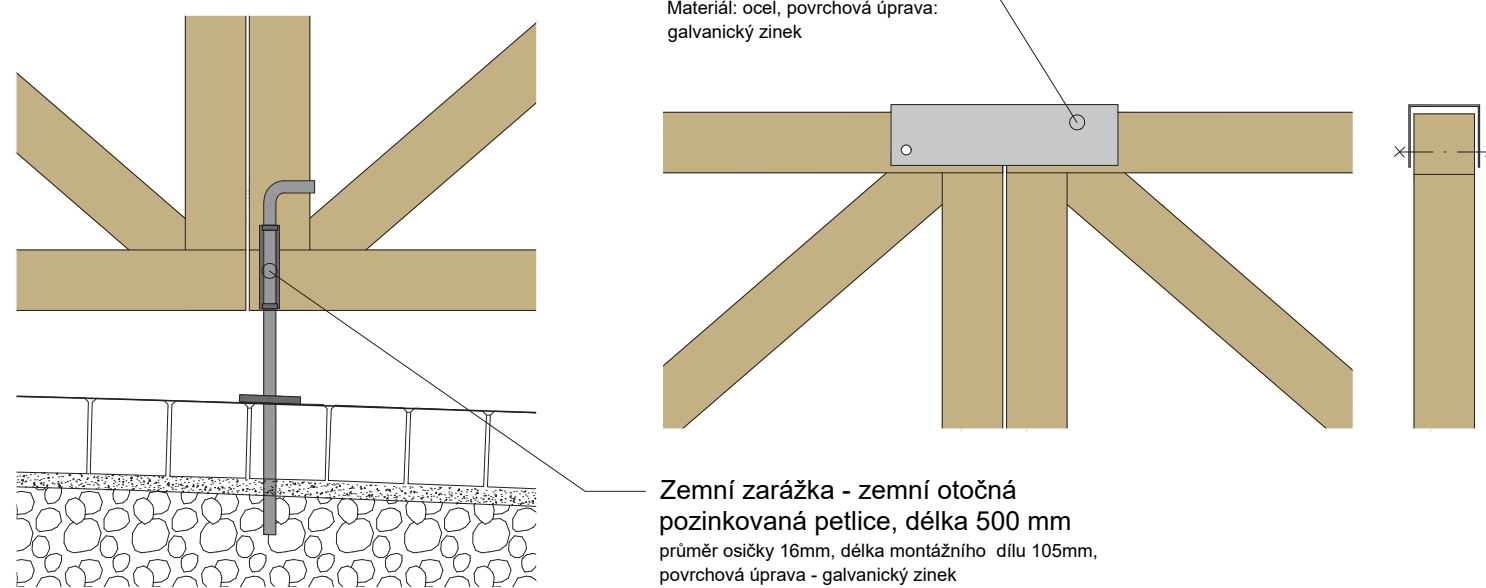 Materiál: ocel, povrchová úprava:
galvanický zinek
Zemní zarážka - zemní otočná
pozinkovaná petlice, délka 500 mm
průměr osičky 16mm, délka montážního dílu 105mm,
povrchová úprava - galvanický zinek